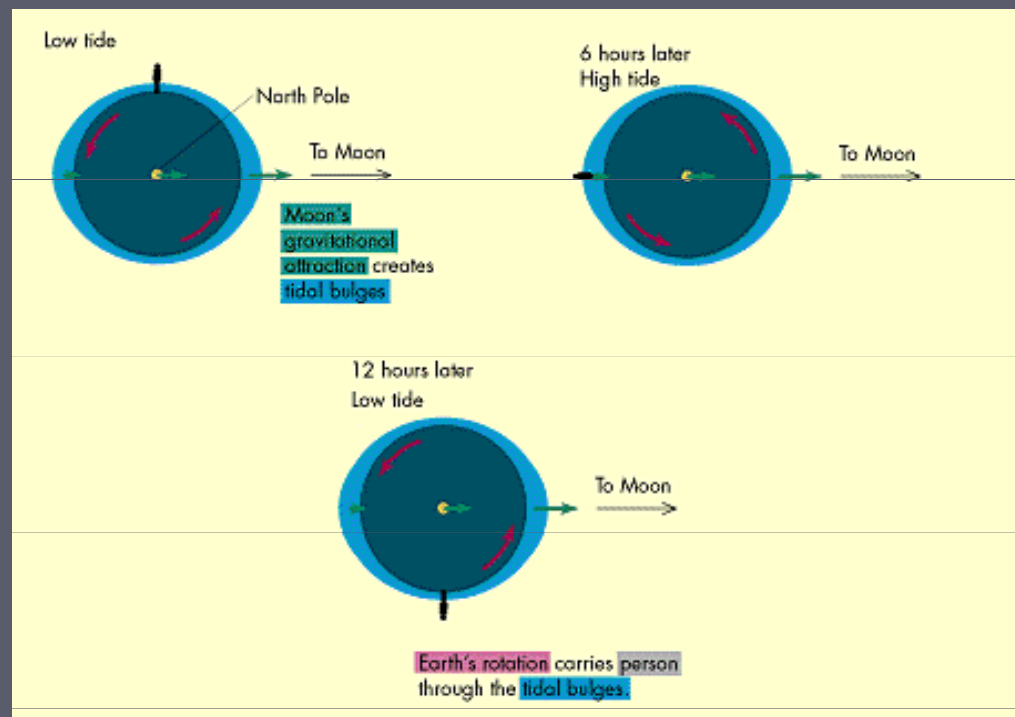 Low tide
North Pole
To Moon
Moon's
gravitational
attraction creates
tidal bulges
6 hours later
High tide
To Moon
12 hours later
Low tide
To Moon
Earth's rotation carries person
through the tidal bulges.